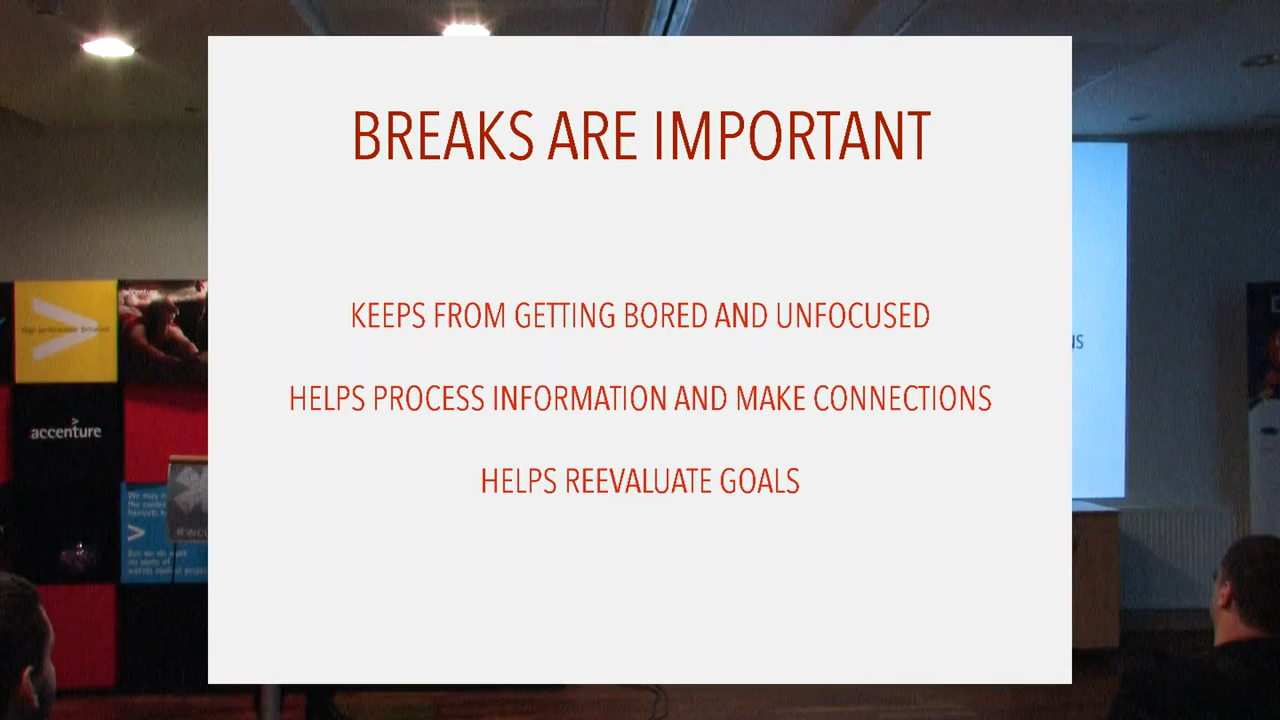 BREAKS ARE IMPORTANT
KEEPS FROM GETTING BORED AND UNFOCUSED
HELPS PROCESS INFORMATION AND MAKE CONNECTIONS
HELPS REEVALUATE GOALS
accenture